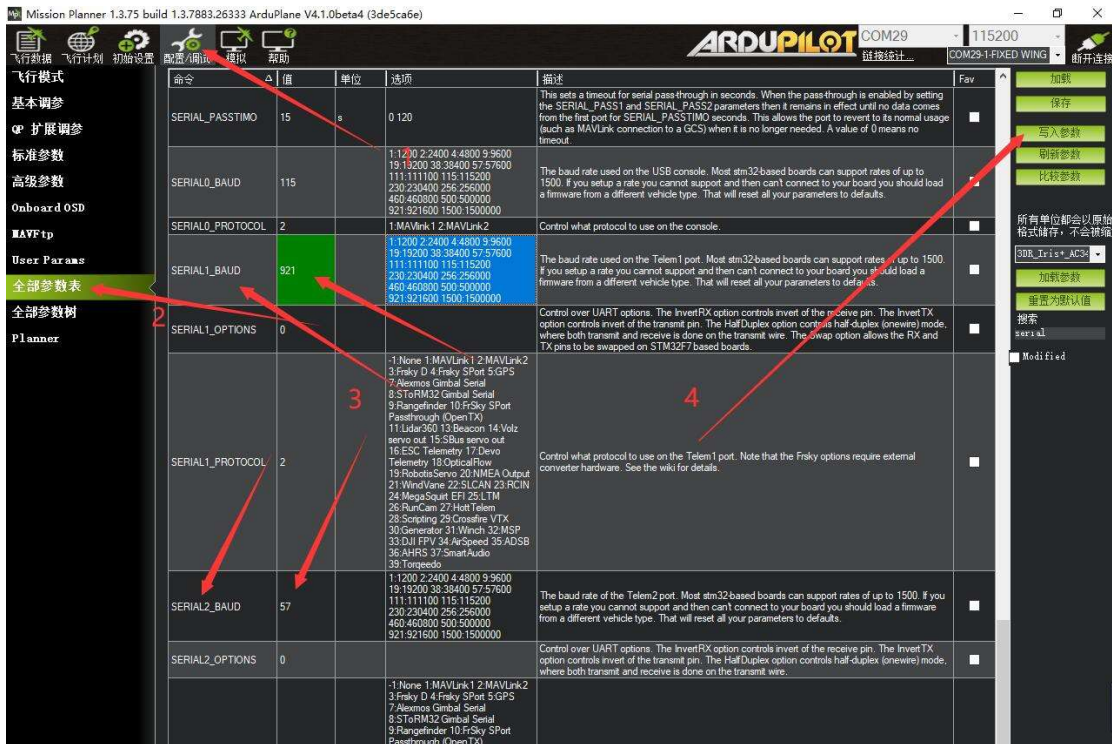 Mission Planner 1.3.75 build 1.3.7883.26333 ArduPlane V4.1.0beta4 (3de5ca6e)
飞行数据 飞行计划 初始设置 配置/调试 模拟 帮助
ARDUPILOT
COM29
115200
链接统计...
COM29-1-FIXED WING
断开连接
飞行模式
基本调参
QP 扩展调参
标准参数
高级参数
Onboard OSD
MAVFtp
User Params
全部参数表
全部参数树
Planner
命令 值 单位 选项 描述 Fav
SERIAL_PASSTIMO 15 s 0 120
This sets a timeout for serial pass-through in seconds. When the pass-through is enabled by setting
the SERIAL_PASS1 and SERIAL_PASS2 parameters then it remains in effect until no data comes
from the first port for SERIAL_PASSTIMO seconds. This allows the port to revent to its normal usage
(such as MAVLink connection to a GCS) when it is no longer needed. A value of 0 means no
timeout.
SERIAL0_BAUD 115
1:1200 2:2400 4:4800 9:9600
19:19200 38:38400 57:57600
111:111100 115:115200
230:230400 256:256000
460:460800 500:500000
921:921600 1500:1500000
The baud rate used on the USB console. Most stm32-based boards can support rates of up to
1500. If you setup a rate you cannot support and then can't connect to your board you should load
a firmware from a different vehicle type. That will reset all your parameters to defaults.
SERIAL0_PROTOCOL 2 1:MAVlink1 2:MAVLink2 Control what protocol to use on the console.
SERIAL1_BAUD 921
1:1200 2:2400 4:4800 9:9600
19:19200 38:38400 57:57600
111:111100 115:115200
230:230400 256:256000
460:460800 500:500000
921:921600 1500:1500000
The baud rate used on the Telem1 port. Most stm32-based boards can support rates of up to 1500.
If you setup a rate you cannot support and then can't connect to your board you should load a
firmware from a different vehicle type. That will reset all your parameters to defaults.
SERIAL1_OPTIONS 0
Control over UART options. The InvertRX option controls invert of the receive pin. The InvertTX
option controls invert of the transmit pin. The HalfDuplex option controls half-duplex (onewire) mode,
where both transmit and receive is done on the transmit wire. The Swap option allows the RX and
TX pins to be swapped on STM32F7 based boards.
SERIAL1_PROTOCOL 2
-1:None 1:MAVLink1 2:MAVLink2
3:Frsky D 4:Frsky SPort 5:GPS
7:Alexmos Gimbal Serial
8:SToRM32 Gimbal Serial
9:Rangefinder 10:FrSky SPort
Passthrough (OpenTX)
11:Lidar360 13:Beacon 14:Volz
servo out 15:SBus servo out
16:ESC Telemetry 17:Devo
Telemetry 18:OpticalFlow
19:RobotisServo 20:NMEA Output
21:WindVane 22:SLCAN 23:RCIN
24:MegaSquirt EFI 25:LTM
26:RunCam 27:HottTelem
28:Scripting 29:Crossfire VTX
30:Generator 31:Winch 32:MSP
33:DJI FPV 34:AirSpeed 35:ADSB
36:AHRS 37:SmartAudio
39:Torqeedo
Control what protocol to use on the Telem1 port. Note that the Frsky options require external
converter hardware. See the wiki for details.
SERIAL2_BAUD 57
1:1200 2:2400 4:4800 9:9600
19:19200 38:38400 57:57600
111:111100 115:115200
230:230400 256:256000
460:460800 500:500000
921:921600 1500:1500000
The baud rate of the Telem2 port. Most stm32-based boards can support rates of up to 1500. If you
setup a rate you cannot support and then can't connect to your board you should load a firmware
from a different vehicle type. That will reset all your parameters to defaults.
SERIAL2_OPTIONS 0
Control over UART options. The InvertRX option controls invert of the receive pin. The InvertTX
option controls invert of the transmit pin. The HalfDuplex option controls half-duplex (onewire) mode,
where both transmit and receive is done on the transmit wire.
-1:None 1:MAVLink1 2:MAVLink2
3:Frsky D 4:Frsky SPort 5:GPS
7:Alexmos Gimbal Serial
8:SToRM32 Gimbal Serial
9:Rangefinder 10:FrSky SPort
Passthrough (OpenTX)
加载
保存
写入参数
刷新参数
比较参数
所有单位都会以原始
格式储存，不会被缩
3DR_Iris+_AC34
加载参数
重置为默认值
搜索
serial
Modified
1
2
3
4